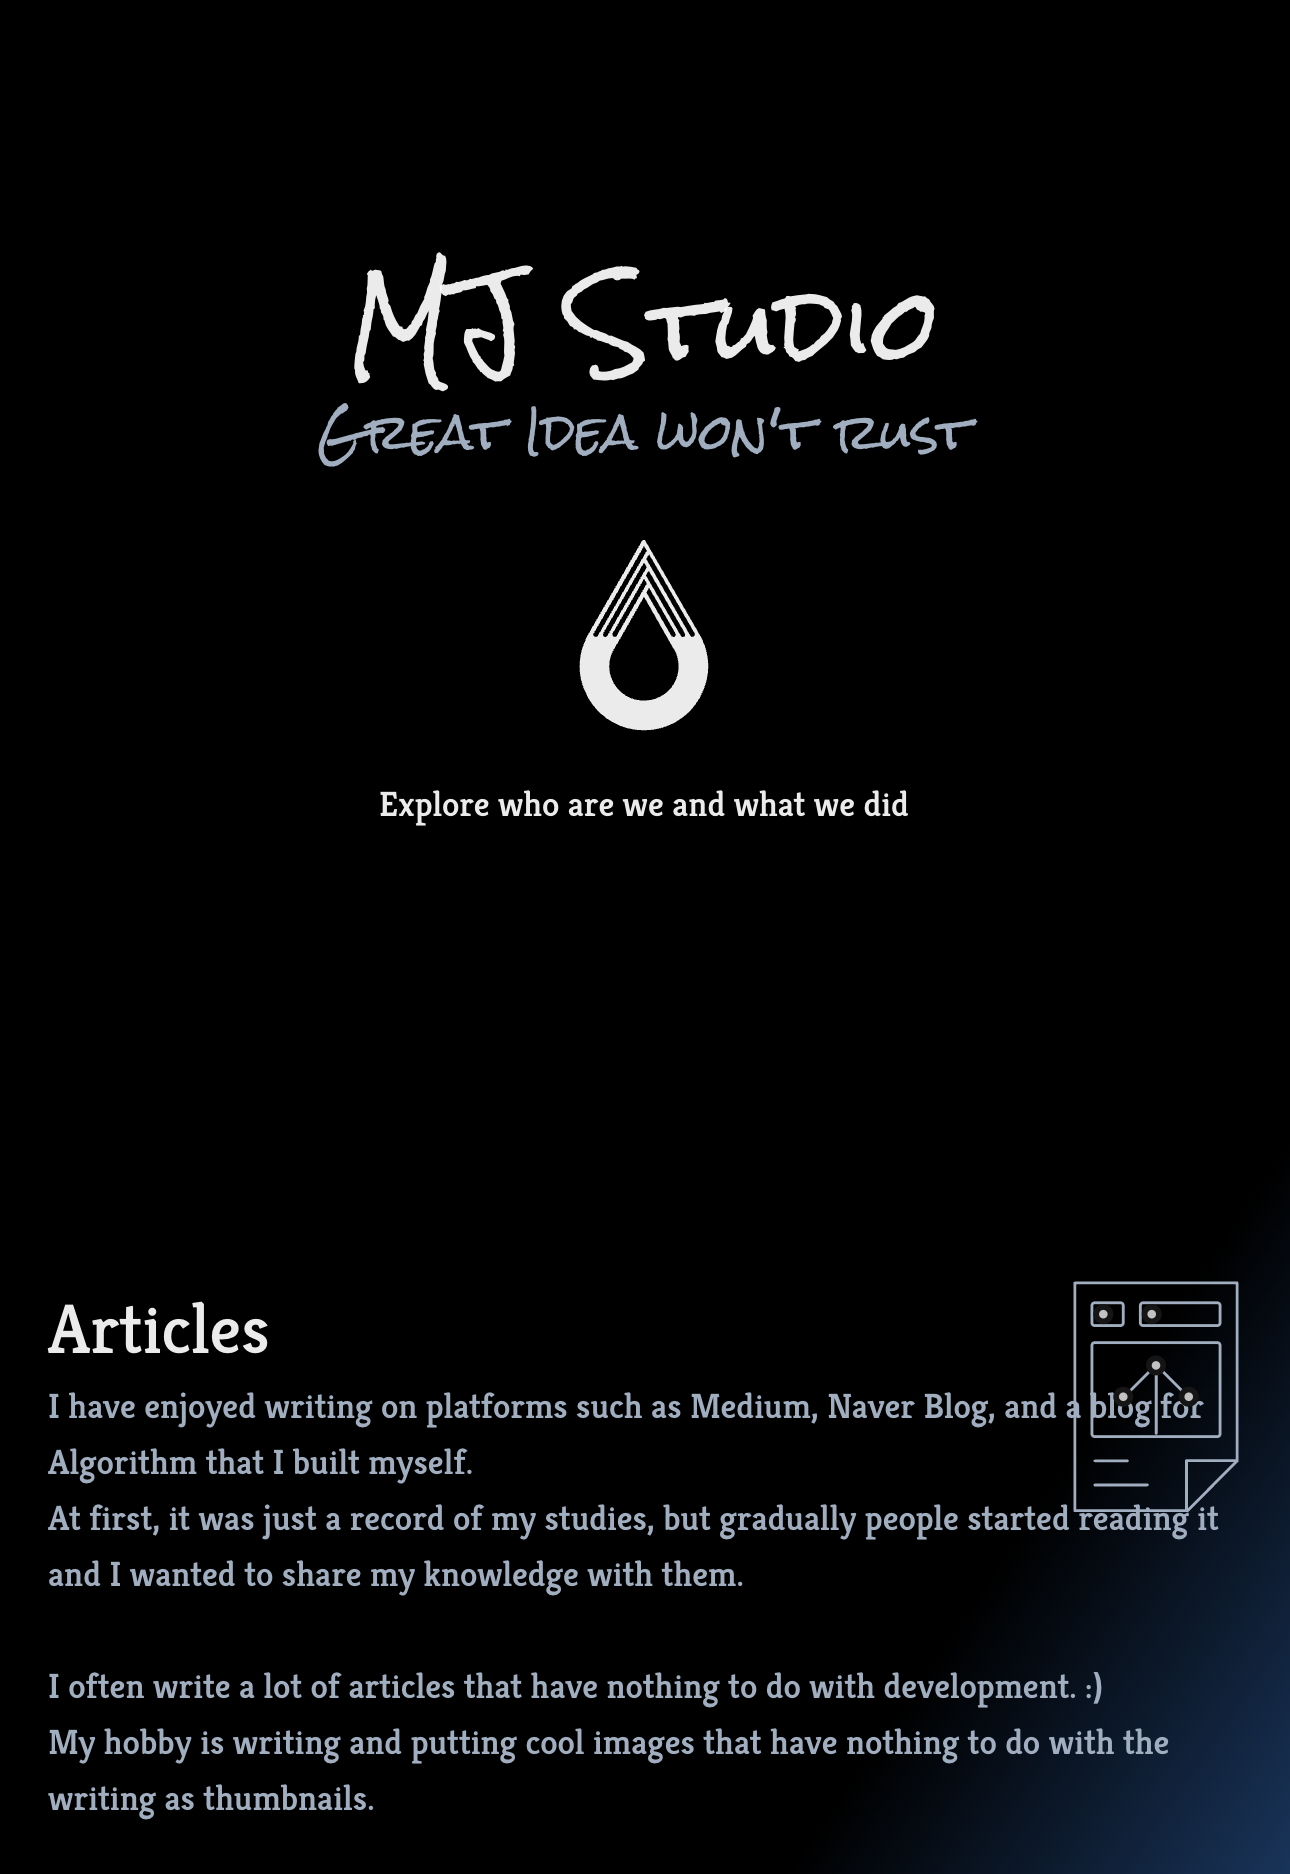 MJ Studio
Great Idea won't rust
Explore who are we and what we did
Articles
I have enjoyed writing on platforms such as Medium, Naver Blog, and a blog for
Algorithm that I built myself.
At first, it was just a record of my studies, but gradually people started reading it
and I wanted to share my knowledge with them.
I often write a lot of articles that have nothing to do with development. :)
My hobby is writing and putting cool images that have nothing to do with the
writing as thumbnails.